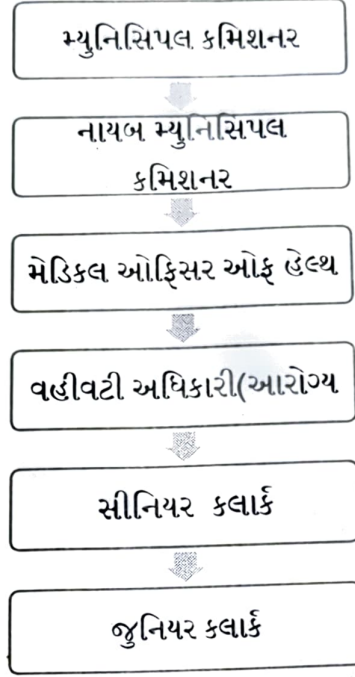 મ્યુનિસિપલ કમિશનર
નાયબ મ્યુનિસિપલ
કમિશનર
મેડિકલ ઓફિસર ઓફ હેલ્થ
વહીવટી અધિકારી(આરોગ્ય
સીનિયર કલાર્ક
જુનિયર કલાર્ક